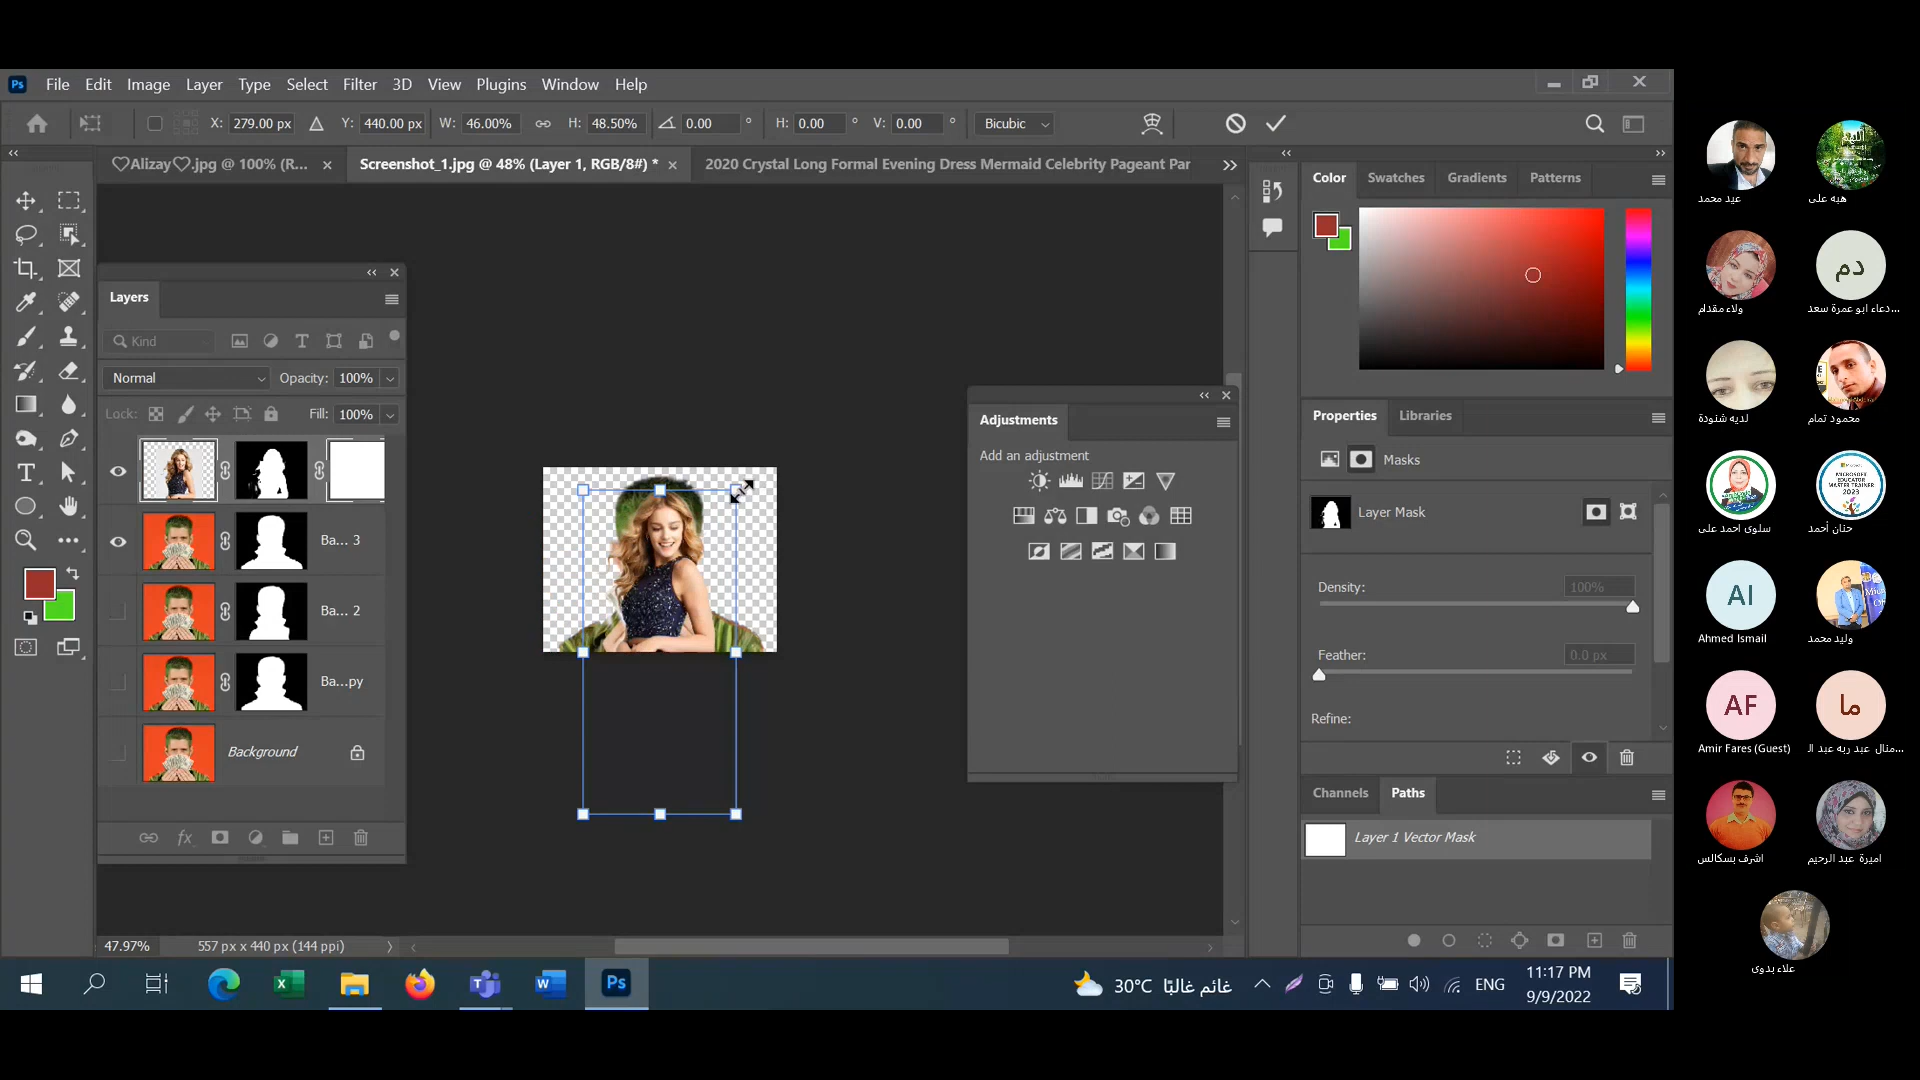 Ps File Edit Image Layer Type Select Filter 3D View Plugins Window Help
X: 279.00 px Y: 440.00 px W: 46.00% H: 48.50% 0.00 ° H: 0.00 ° V: 0.00 ° Bicubic
♡Alizay♡.jpg @ 100% (R... × Screenshot_1.jpg @ 48% (Layer 1, RGB/8#) * × 2020 Crystal Long Formal Evening Dress Mermaid Celebrity Pageant Par
Layers
Kind
Normal Opacity: 100%
Lock: Fill: 100%
Ba... 3
Ba... 2
Ba...py
Background
47.97% 557 px x 440 px (144 ppi)
Adjustments
Add an adjustment
Color Swatches Gradients Patterns
Properties Libraries
Masks
Layer Mask
Density: 100%
Feather: 0.0 px
Refine:
Channels Paths
Layer 1 Vector Mask
30°C غائم غالبًا
ENG
11:17 PM
9/9/2022
عيد محمد
هبه على
ولاء مقدام
دم
دعاء ابو عمرة سعد...
لديه شنودة
محمود تمام
سلوى احمد على
MICROSOFT EDUCATOR MASTER TRAINER 2023
حنان أحمد
AI
Ahmed Ismail
وليد محمد
AF
Amir Fares (Guest)
ما
منال عبد ربه عبد ال...
اشرف بسكالس
اميرة عبد الرحيم
علاء بدوى